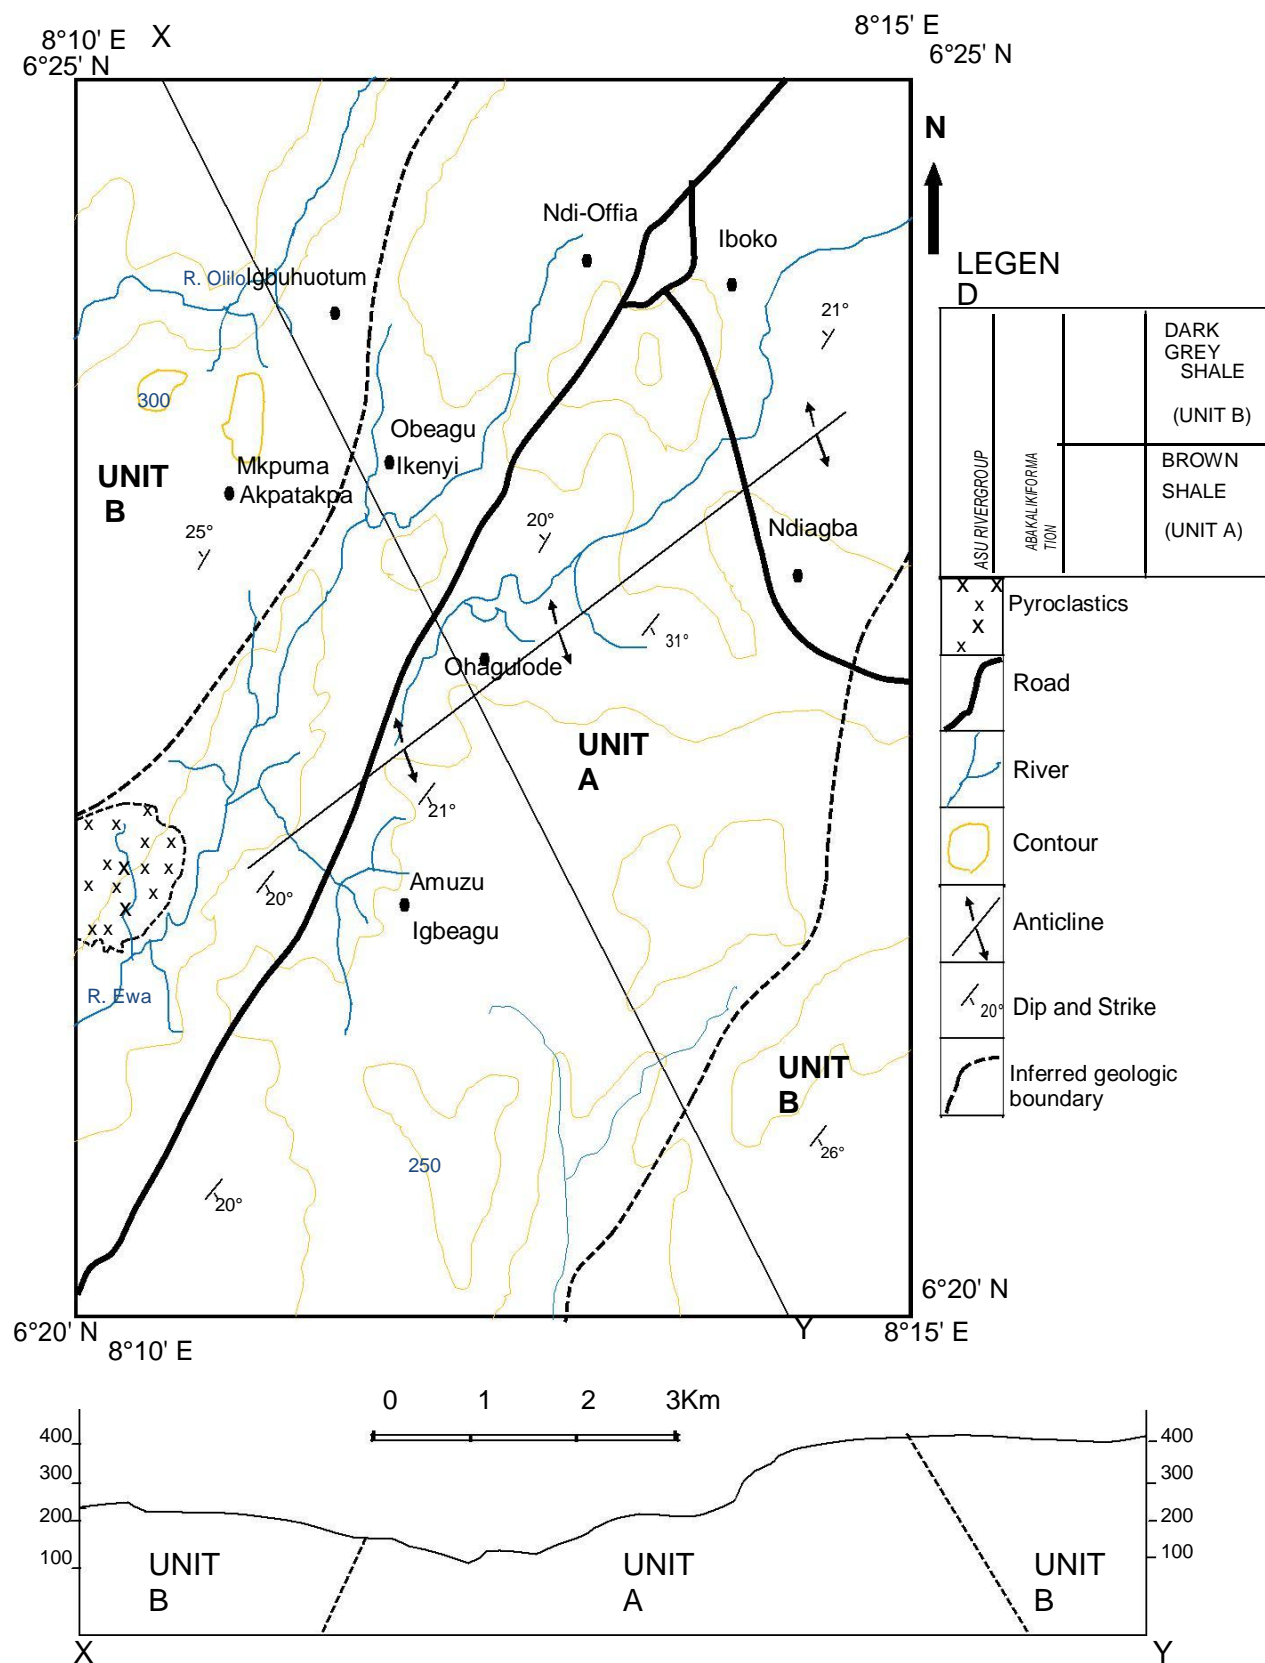 8°10' E
X
8°15' E
6°25' N
6°25' N
N
Ndi-Offia
Iboko
R. Olilo
Igbuhuotum
21°
LEGEN
D
DARK
GREY
SHALE
(UNIT B)
BROWN
SHALE
(UNIT A)
ASU RIVERGROUP
ABAKALIKIFORMA
TION
300
Obeagu
Ikenyi
UNIT
B
Mkpuma
Akpatakpa
25°
20°
Ndiagba
31°
Ohagulode
UNIT
A
21°
20°
Amuzu
Igbeagu
R. Ewa
UNIT
B
250
26°
20°
x x
x
x
x
Pyroclastics
Road
River
Contour
Anticline
20°
Dip and Strike
Inferred geologic
boundary
x x x
x x
x x x x
x x x
x
x x
6°20' N
8°10' E
Y
6°20' N
8°15' E
0 1 2 3Km
400
300
200
100
400
300
200
100
UNIT
B
UNIT
A
UNIT
B
X
Y